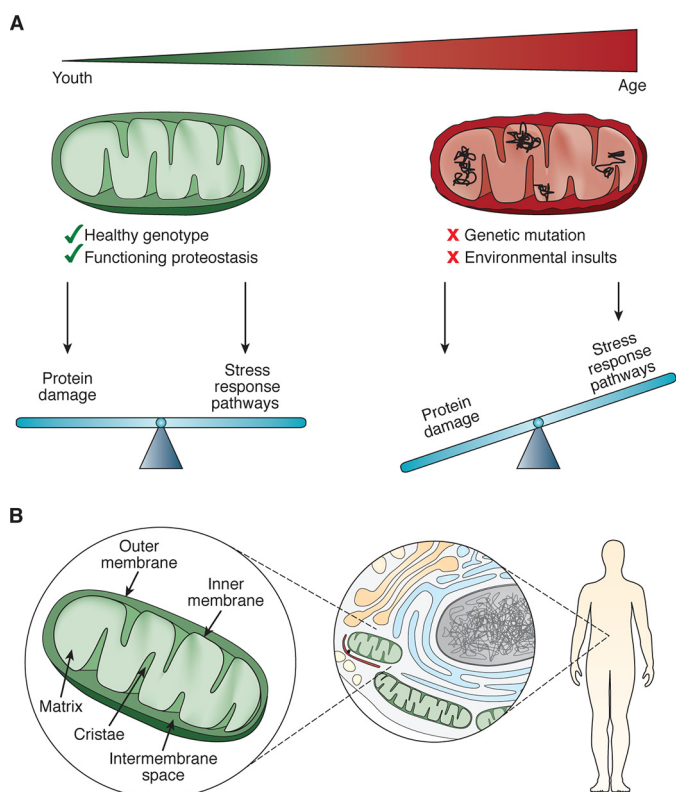 A
Youth
Age
✓ Healthy genotype
✓ Functioning proteostasis
X Genetic mutation
X Environmental insults
Protein
damage
Stress
response
pathways
Protein
damage
Stress
response
pathways
B
Outer
membrane
Inner
membrane
Matrix
Cristae
Intermembrane
space